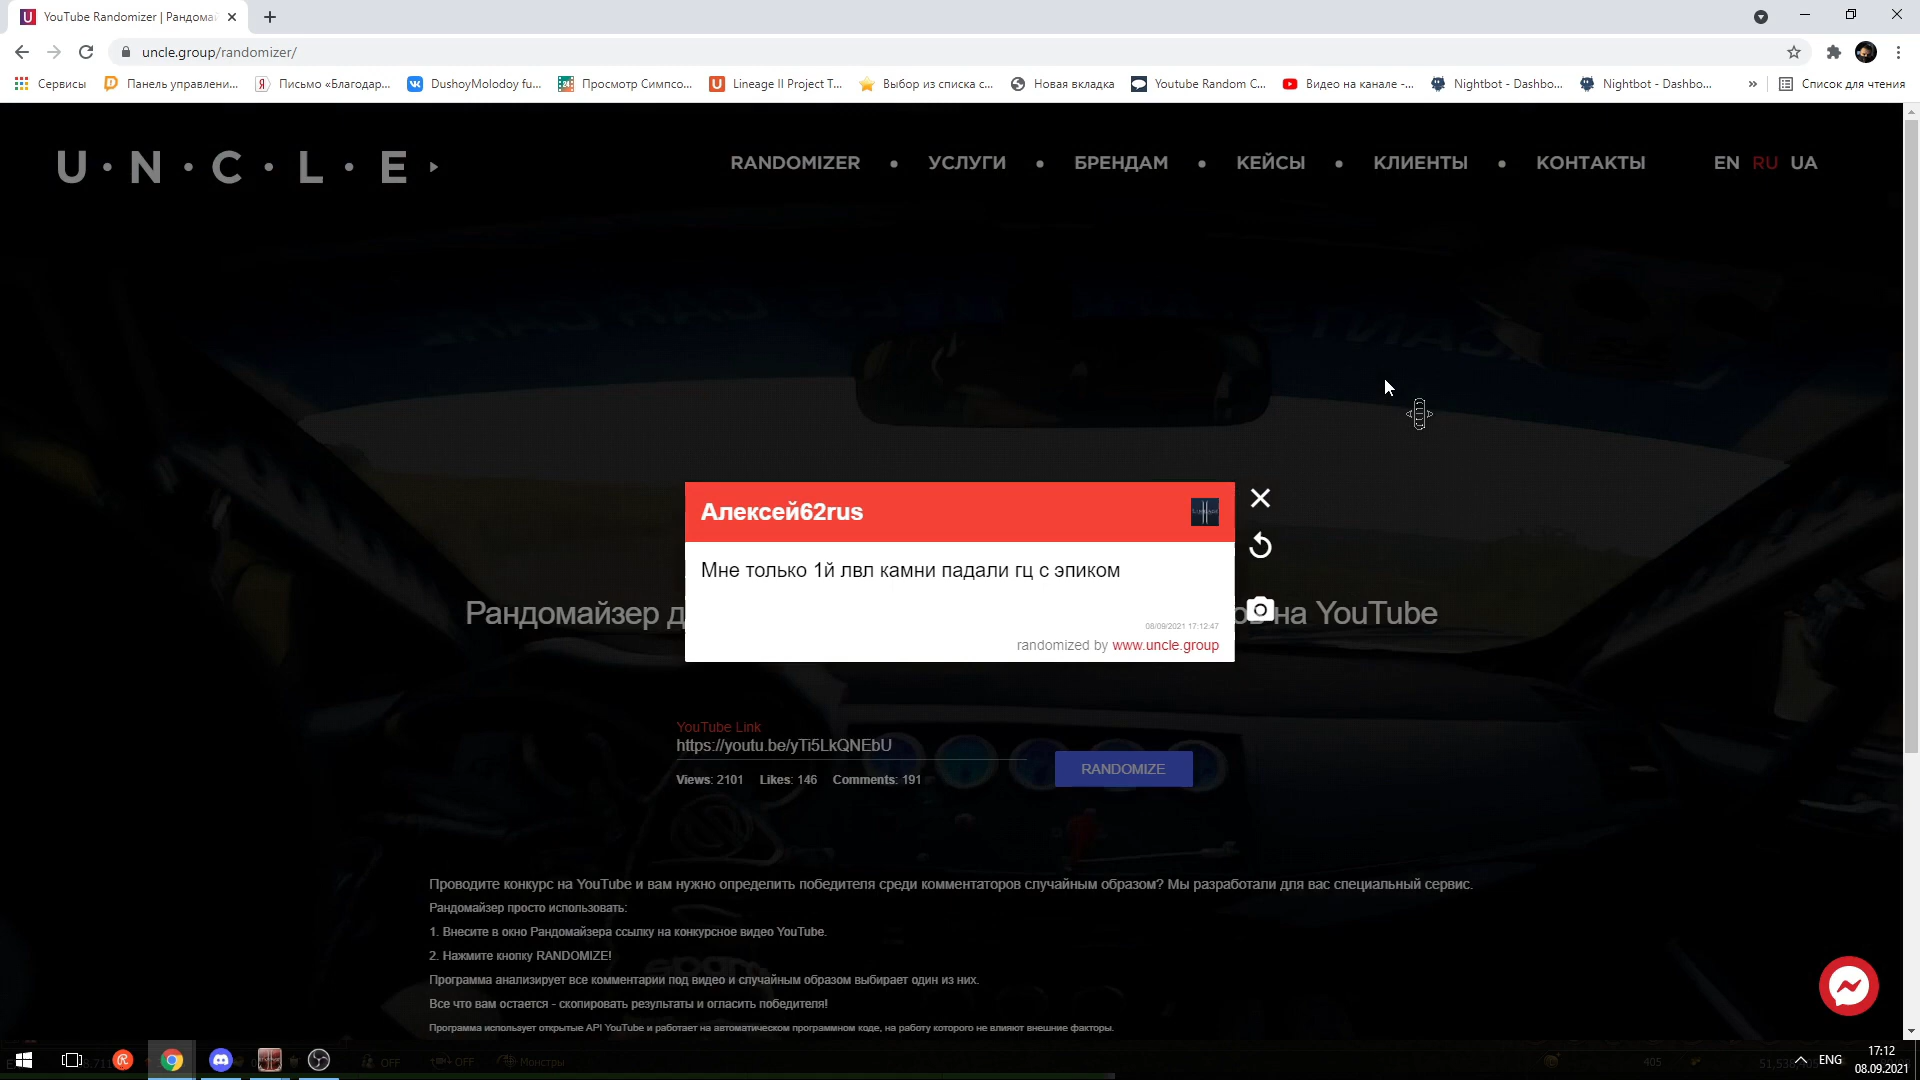 YouTube Randomizer | Рандомай
uncle.group/randomizer/
Сервисы
Панель управлени...
Письмо «Благодар...
DushoyMolodoy fu...
Просмотр Симпсо...
Lineage II Project T...
Выбор из списка с...
Новая вкладка
Youtube Random C...
Видео на канале -...
Nightbot - Dashbo...
Nightbot - Dashbo...
»
Список для чтения
U·N·C·L·E
RANDOMIZER • УСЛУГИ • БРЕНДАМ • КЕЙСЫ • КЛИЕНТЫ • КОНТАКТЫ
EN RU UA
Алексей62rus
Мне только 1й лвл камни падали гц с эпиком
Рандомайзер д
на YouTube
08/09/2021 17:12:47
randomized by www.uncle.group
YouTube Link
https://youtu.be/yTi5LkQNEbU
RANDOMIZE
Views: 2101 Likes: 146 Comments: 191
Проводите конкурс на YouTube и вам нужно определить победителя среди комментаторов случайным образом? Мы разработали для вас специальный сервис.
Рандомайзер просто использовать:
1. Внесите в окно Рандомайзера ссылку на конкурсное видео YouTube.
2. Нажмите кнопку RANDOMIZE!
Программа анализирует все комментарии под видео и случайным образом выбирает один из них.
Все что вам остается - скопировать результаты и огласить победителя!
Программа использует открытые API YouTube и работает на автоматическом программном коде, на работу которого не влияют внешние факторы.
OFF
OFF
Монстры
405
ENG
17:12
08.09.2021